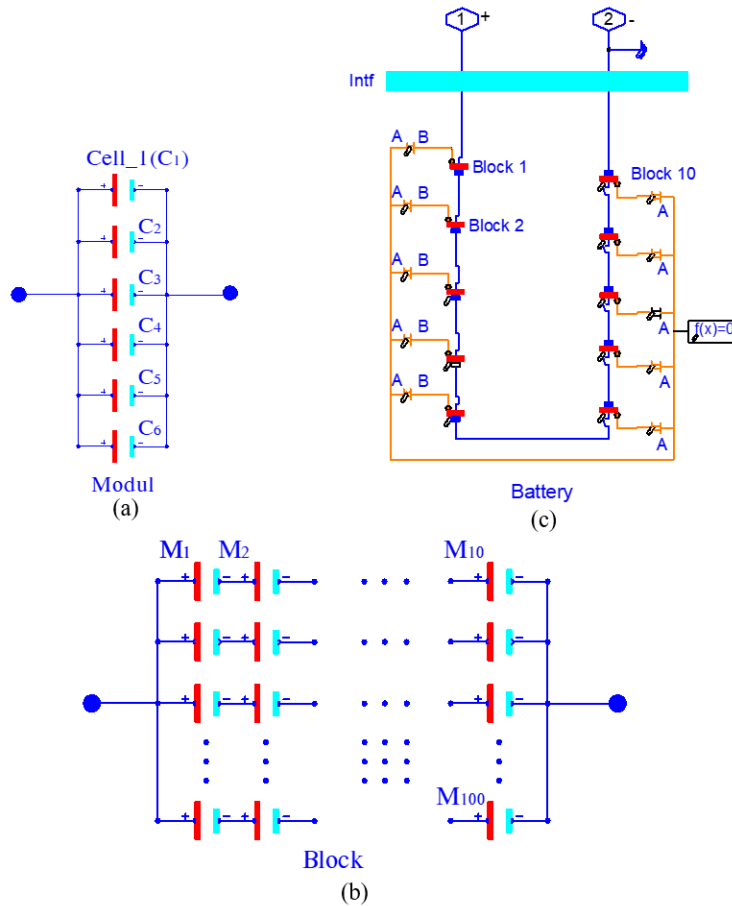 Cell_1(C1)
+ -
C2
+ -
C3
+ -
C4
+ -
C5
+ -
C6
+ -
Modul
(a)
1 +
2 -
Intf
A B
Block 1
A B
Block 2
A B
A B
A B
Block 10
A
A
A
A
A
f(x)=0
Battery
(c)
M1 M2 M10
+ - + - + -
+ - + - + -
+ - + - + -
M100
+ - + - + -
Block
(b)